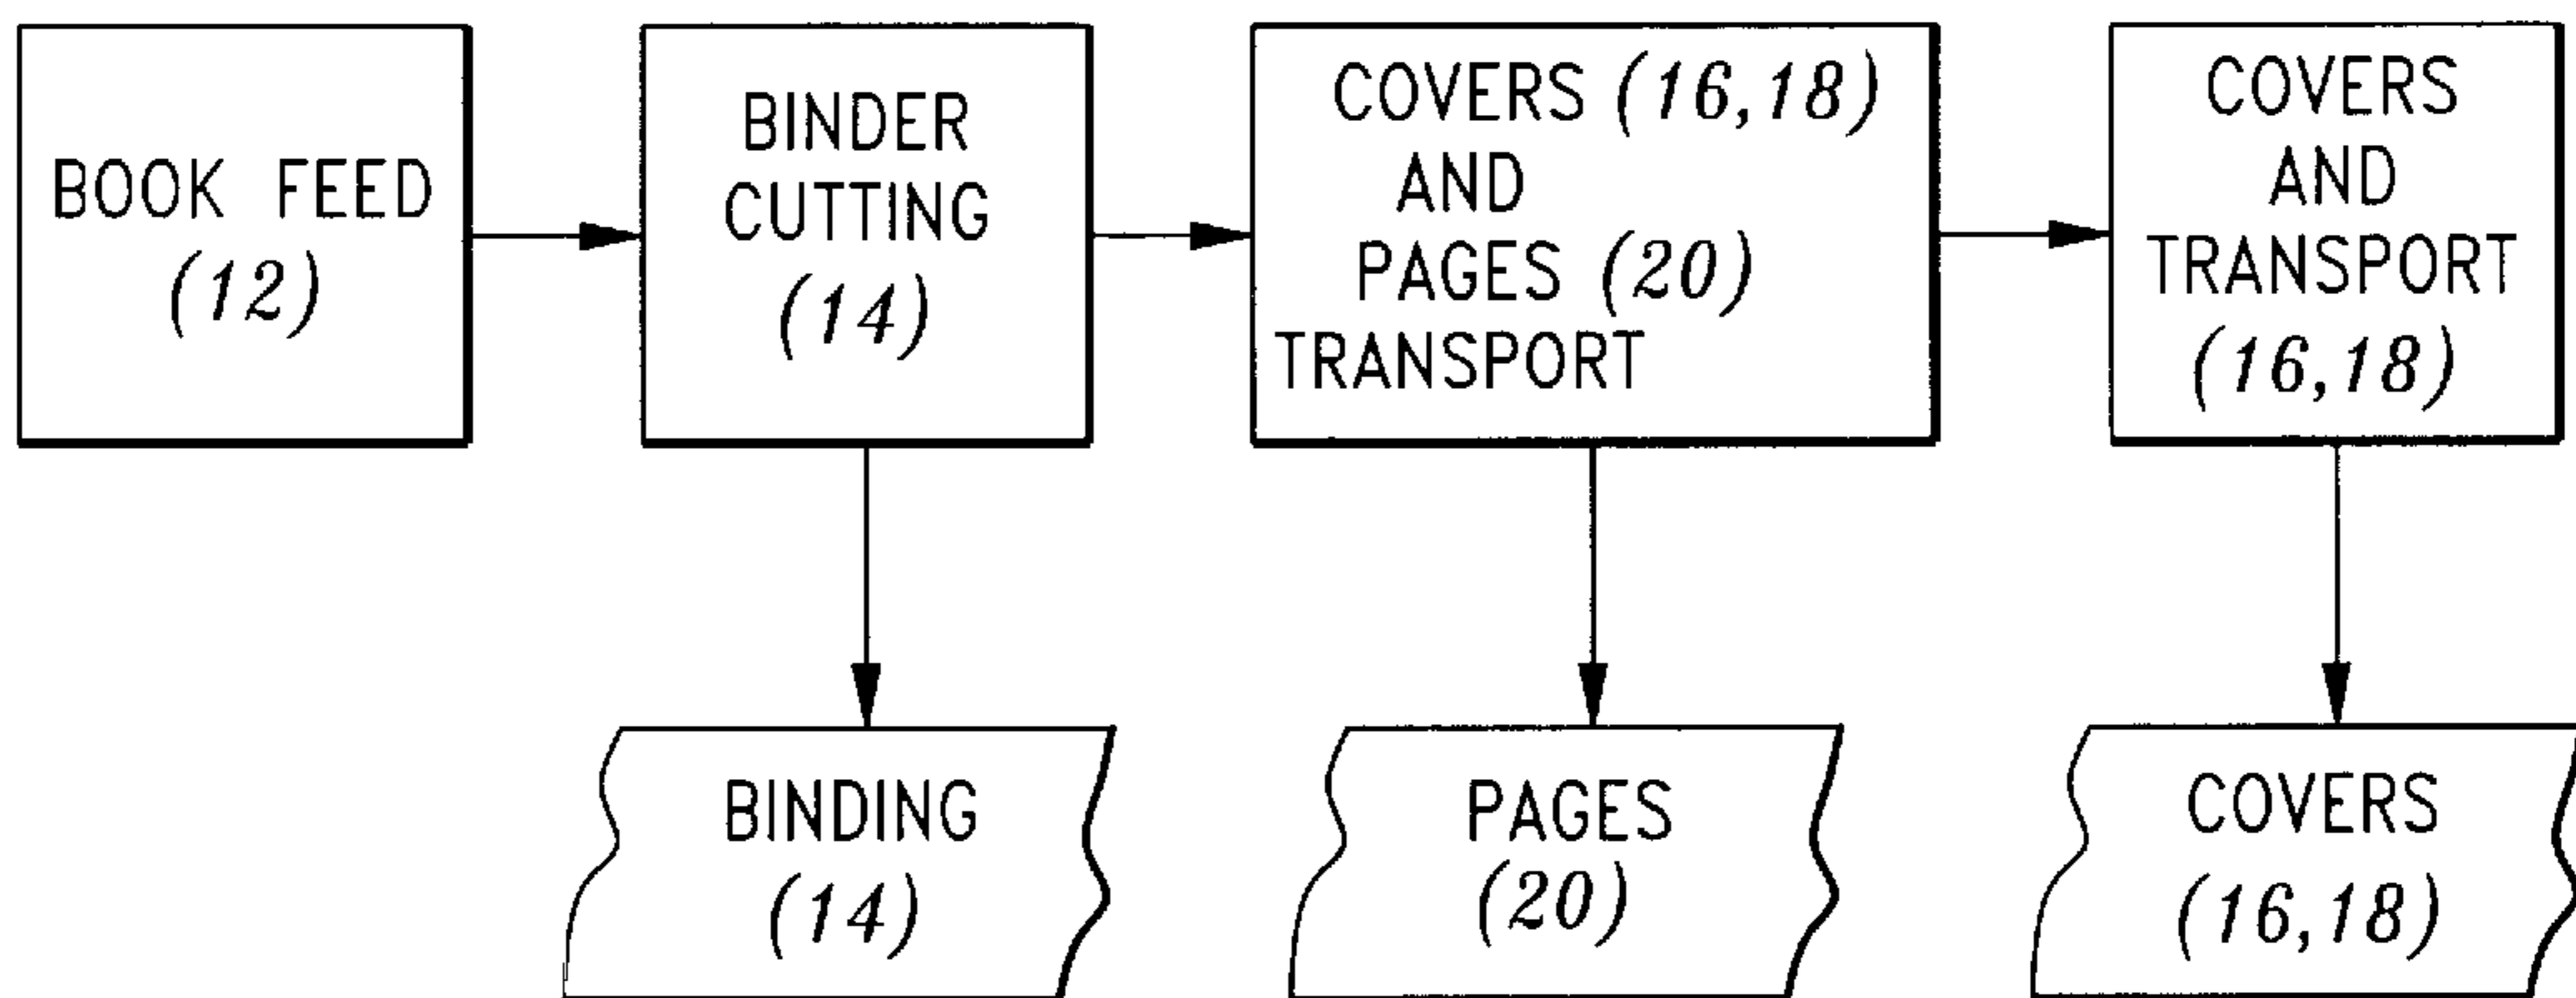 BOOK FEED
(12)
BINDER
CUTTING
(14)
COVERS (16,18)
AND
PAGES (20)
TRANSPORT
COVERS
AND
TRANSPORT
(16,18)
BINDING
(14)
PAGES
(20)
COVERS
(16,18)